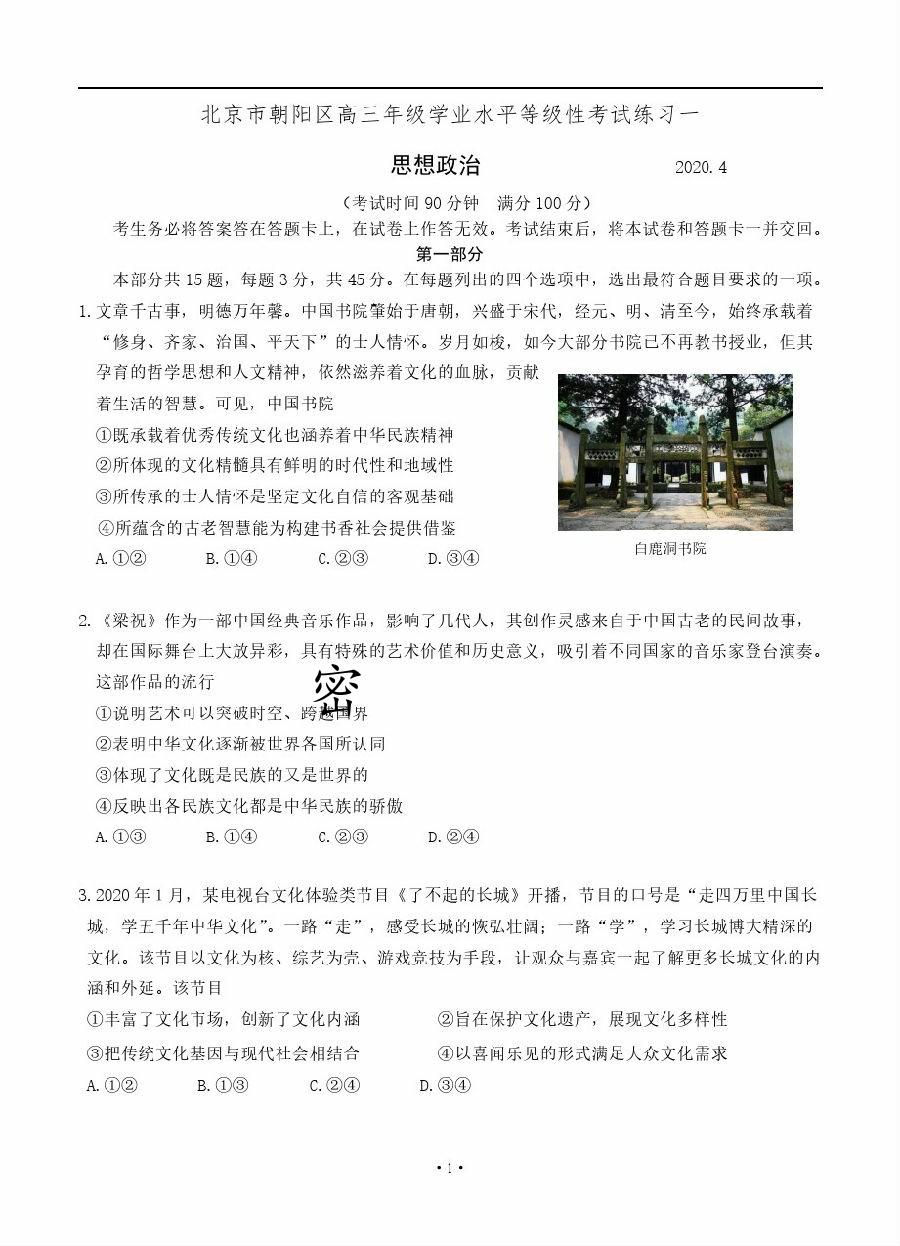 北京市朝阳区高三年级学业水平等级性考试练习一
思想政治 2020.4
（考试时间 90 分钟 满分 100 分）
考生务必将答案答在答题卡上，在试卷上作答无效。考试结束后，将本试卷和答题卡一并交回。
第一部分
本部分共 15 题，每题 3 分，共 45 分。在每题列出的四个选项中，选出最符合题目要求的一项。
1. 文章千古事，明德万年馨。中国书院肇始于唐朝，兴盛于宋代，经元、明、清至今，始终承载着
“修身、齐家、治国、平天下”的士人情怀。岁月如梭，如今大部分书院已不再教书授业，但其
孕育的哲学思想和人文精神，依然滋养着文化的血脉，贡献
着生活的智慧。可见，中国书院
①既承载着优秀传统文化也涵养着中华民族精神
②所体现的文化精髓具有鲜明的时代性和地域性
③所传承的士人情怀是坚定文化自信的客观基础
④所蕴含的古老智慧能为构建书香社会提供借鉴
A.①② B.①④ C.②③ D.③④
白鹿洞书院
2. 《梁祝》作为一部中国经典音乐作品，影响了几代人，其创作灵感来自于中国古老的民间故事，
却在国际舞台上大放异彩，具有特殊的艺术价值和历史意义，吸引着不同国家的音乐家登台演奏。
这部作品的流行
密
①说明艺术可以突破时空、跨越国界
②表明中华文化逐渐被世界各国所认同
③体现了文化既是民族的又是世界的
④反映出各民族文化都是中华民族的骄傲
A.①③ B.①④ C.②③ D.②④
3. 2020 年 1 月，某电视台文化体验类节目《了不起的长城》开播，节目的口号是“走四万里中国长
城，学五千年中华文化”。一路“走”，感受长城的恢弘壮阔；一路“学”，学习长城博大精深的
文化。该节目以文化为核、综艺为壳、游戏竞技为手段，让观众与嘉宾一起了解更多长城文化的内
涵和外延。该节目
①丰富了文化市场，创新了文化内涵 ②旨在保护文化遗产，展现文化多样性
③把传统文化基因与现代社会相结合 ④以喜闻乐见的形式满足人众文化需求
A.①② B.①③ C.②④ D.③④
·1·